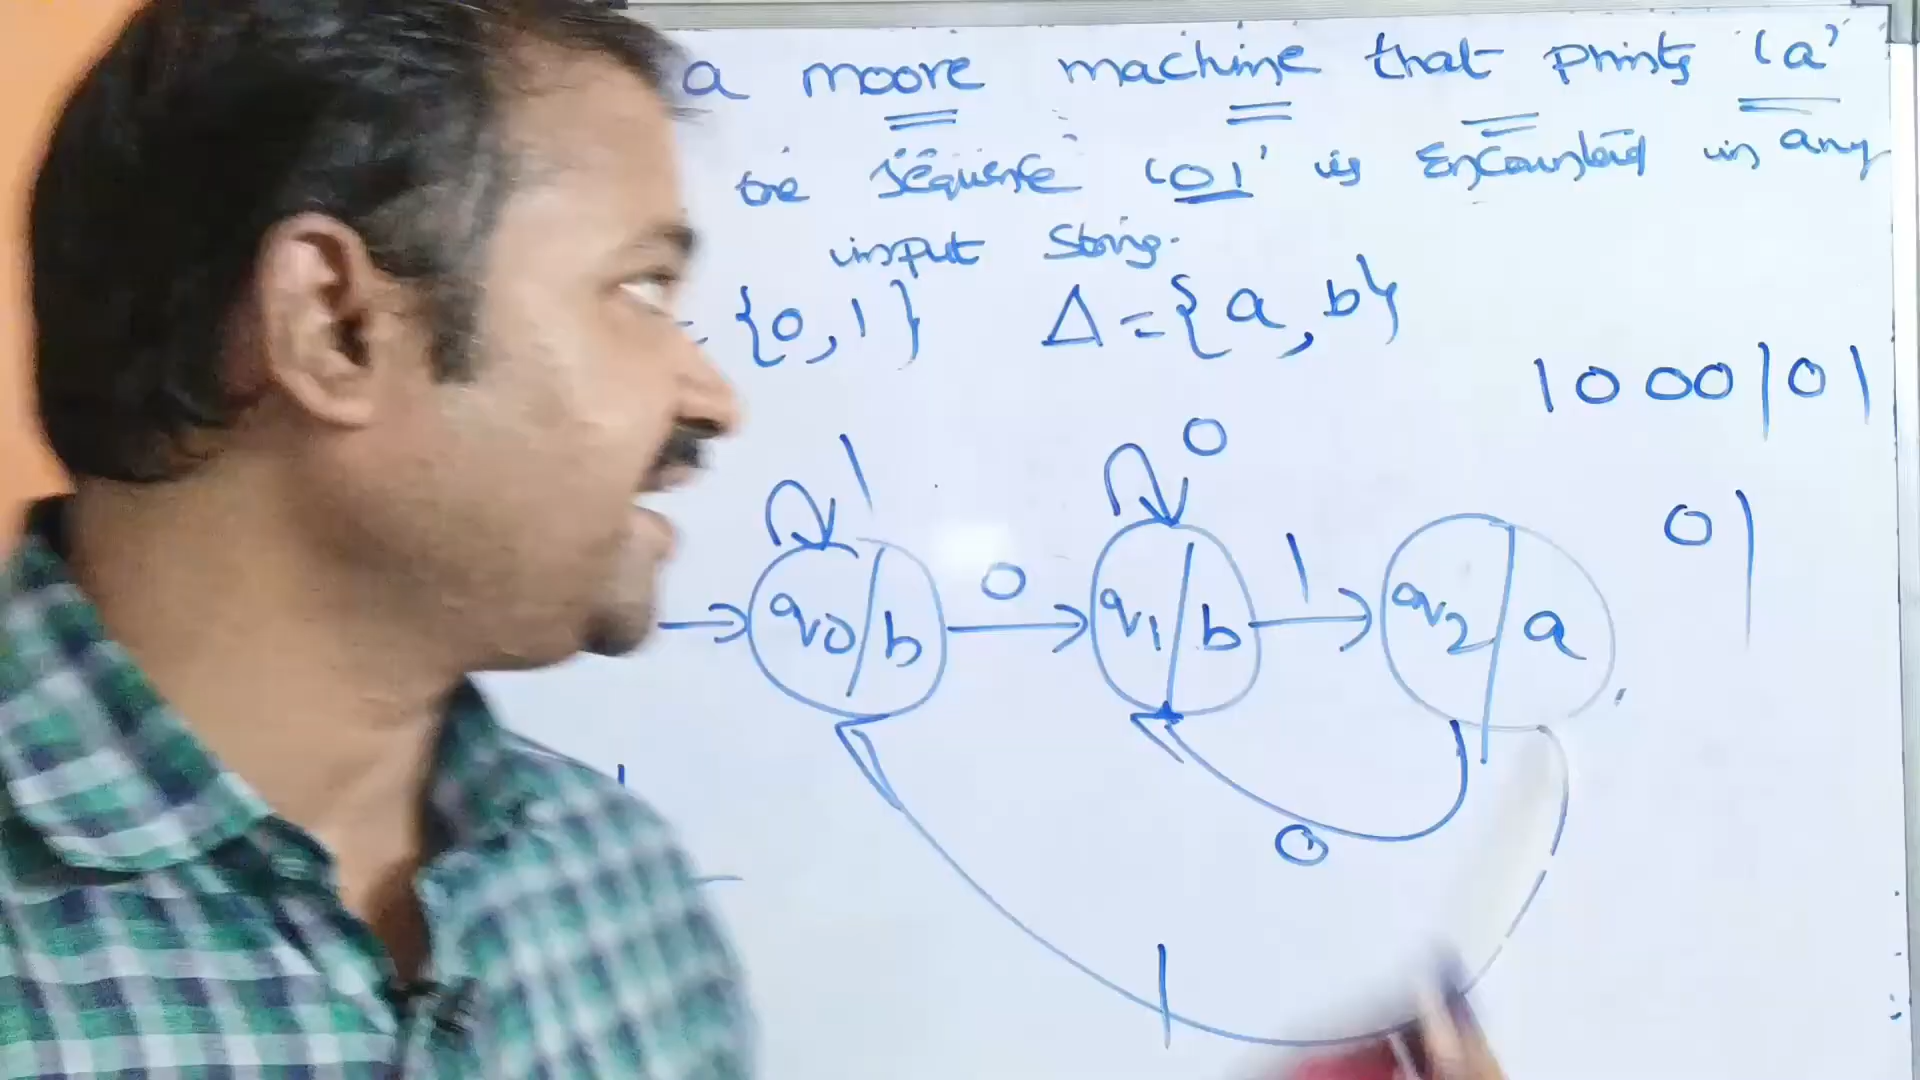 a moore machine that prints 'a'
the sequence '01' is Encountered in any
input String.
= {0,1} Δ={a,b}
1000101
1 0
01
0 1
q0/b q1/b q2/a
0
1